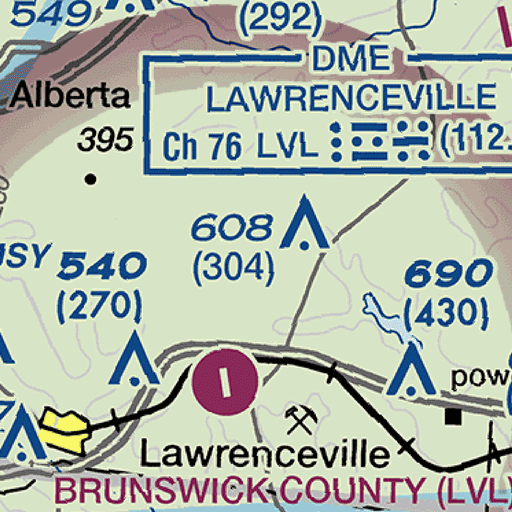 549
(292)
DME
Alberta
LAWRENCEVILLE
395
Ch 76 LVL (112.
608
(304)
540
(270)
690
(430)
I
Lawrenceville
BRUNSWICK COUNTY (LVL)